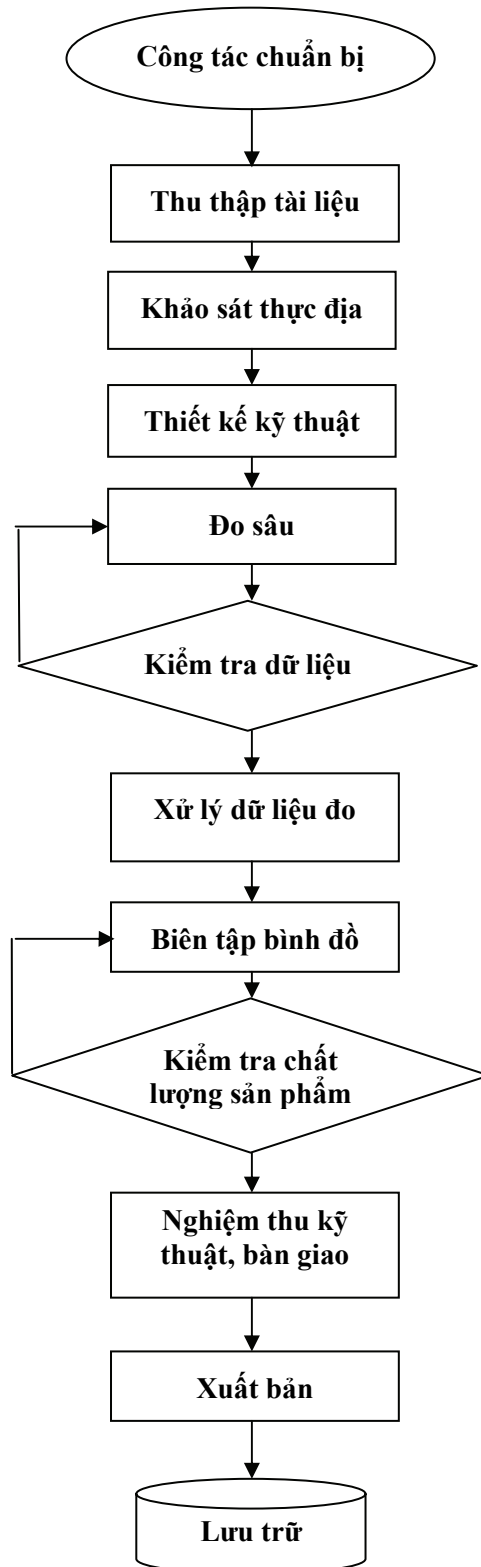 Công tác chuẩn bị
Thu thập tài liệu
Khảo sát thực địa
Thiết kế kỹ thuật
Đo sâu
Kiểm tra dữ liệu
Xử lý dữ liệu đo
Biên tập bình đồ
Kiểm tra chất
lượng sản phẩm
Nghiệm thu kỹ
thuật, bàn giao
Xuất bản
Lưu trữ